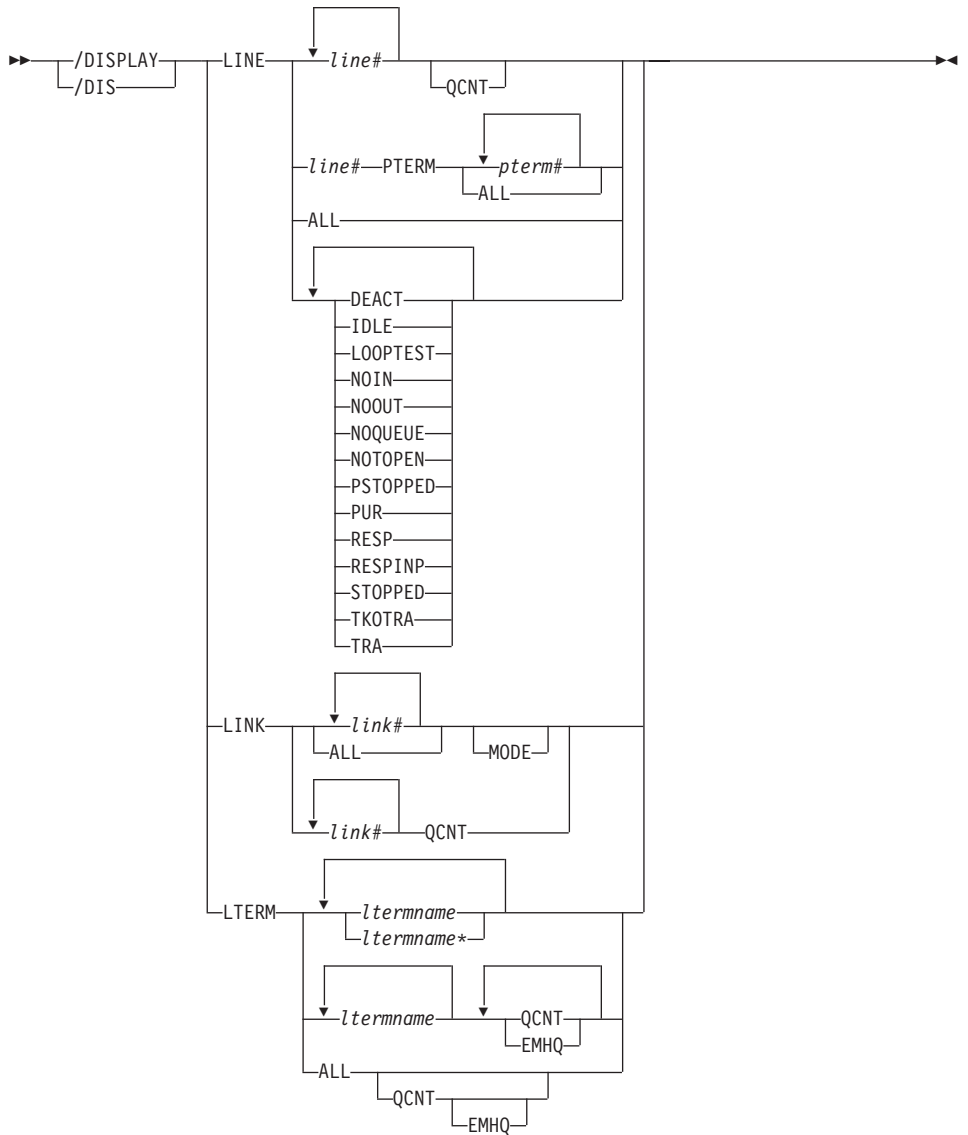 /DISPLAY LINE line#
/DIS QCNT
line# PTERM pterm#
ALL
ALL
DEACT
IDLE
LOOPTEST
NOIN
NOOUT
NOQUEUE
NOTOPEN
PSTOPPED
PUR
RESP
RESPINP
STOPPED
TKOTRA
TRA
LINK link#
ALL MODE
link# QCNT
LTERM ltermname
ltermname*
ltermname QCNT
EMHQ
ALL
QCNT
EMHQ